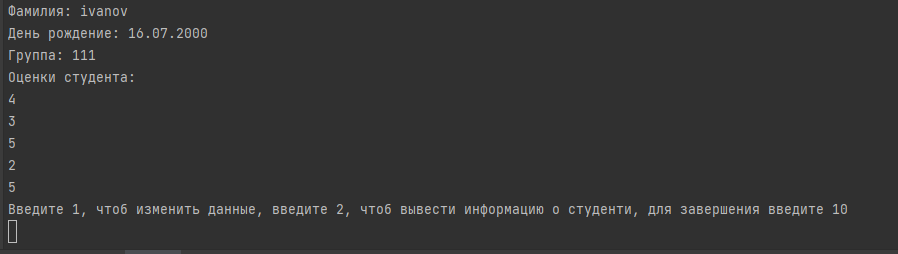 Фамилия: ivanov
День рождение: 16.07.2000
Группа: 111
Оценки студента:
4
3
5
2
5
Введите 1, чтоб изменить данные, введите 2, чтоб вывести информацию о студенти, для завершения введите 10